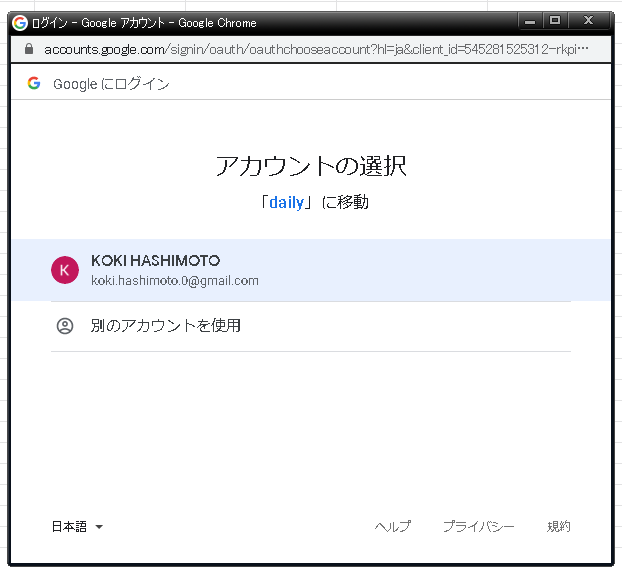 ログイン - Google アカウント - Google Chrome
accounts.google.com/signin/oauth/oauthchooseaccount?hl=ja&client_id=545281525312-rkpi…
Google にログイン
アカウントの選択
「daily」に移動
K
KOKI HASHIMOTO
koki.hashimoto.0@gmail.com
別のアカウントを使用
日本語 ヘルプ プライバシー 規約